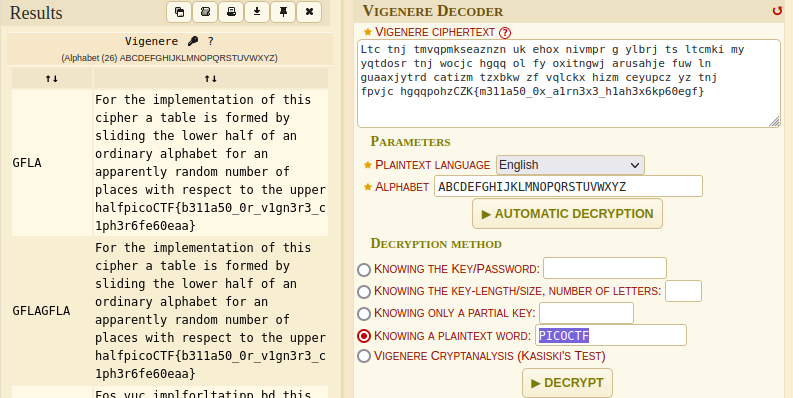 Results
Vigenere ?
(Alphabet (26) ABCDEFGHIJKLMNOPQRSTUVWXYZ)
↑↓ ↑↓
GFLA
For the implementation of this
cipher a table is formed by
sliding the lower half of an
ordinary alphabet for an
apparently random number of
places with respect to the upper
halfpicoCTF{b311a50_0r_v1gn3r3_c
1ph3r6fe60eaa}
GFLAGFLA
For the implementation of this
cipher a table is formed by
sliding the lower half of an
ordinary alphabet for an
apparently random number of
places with respect to the upper
halfpicoCTF{b311a50_0r_v1gn3r3_c
1ph3r6fe60eaa}
Fos vuc implforltatipp bd this
VIGENERE DECODER
★ VIGENERE CIPHERTEXT ?
Ltc tnj tmvqpmkseaznzn uk ehox nivmpr g ylbrj ts ltcmki my
yqtdosr tnj wocjc hgqq ol fy oxitngwj arusahje fuw ln
guaaxjytrd catizm tzxbkw zf vqlckx hizm ceyupcz yz tnj
fpvjc hgqqpohzCZK{m311a50_0x_a1rn3x3_h1ah3x6kp60egf}
PARAMETERS
★ PLAINTEXT LANGUAGE English
★ ALPHABET ABCDEFGHIJKLMNOPQRSTUVWXYZ
▶ AUTOMATIC DECRYPTION
DECRYPTION METHOD
KNOWING THE KEY/PASSWORD:
KNOWING THE KEY-LENGTH/SIZE, NUMBER OF LETTERS:
KNOWING ONLY A PARTIAL KEY:
KNOWING A PLAINTEXT WORD: PICOCTF
VIGENERE CRYPTANALYSIS (KASISKI'S TEST)
▶ DECRYPT